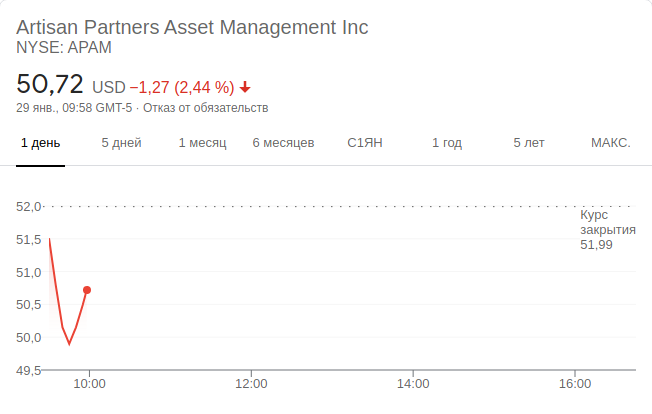 Artisan Partners Asset Management Inc
NYSE: APAM
50,72 USD −1,27 (2,44 %)
29 янв., 09:58 GMT-5 · Отказ от обязательств
1 день 5 дней 1 месяц 6 месяцев С1ЯН 1 год 5 лет МАКС.
52,0
Курс
закрытия
51,99
51,5
51,0
50,5
50,0
49,5
10:00 12:00 14:00 16:00